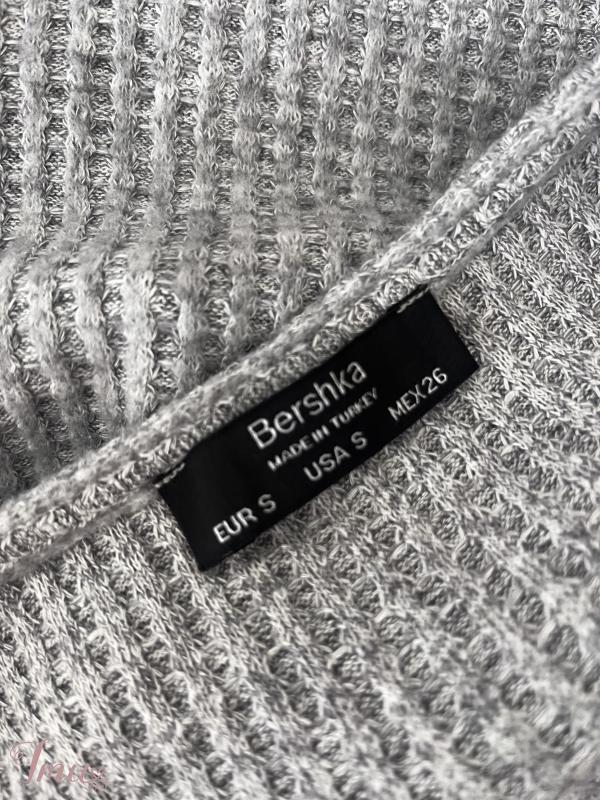 Bershka
MADE IN TURKEY
EUR S USA S MEX 26